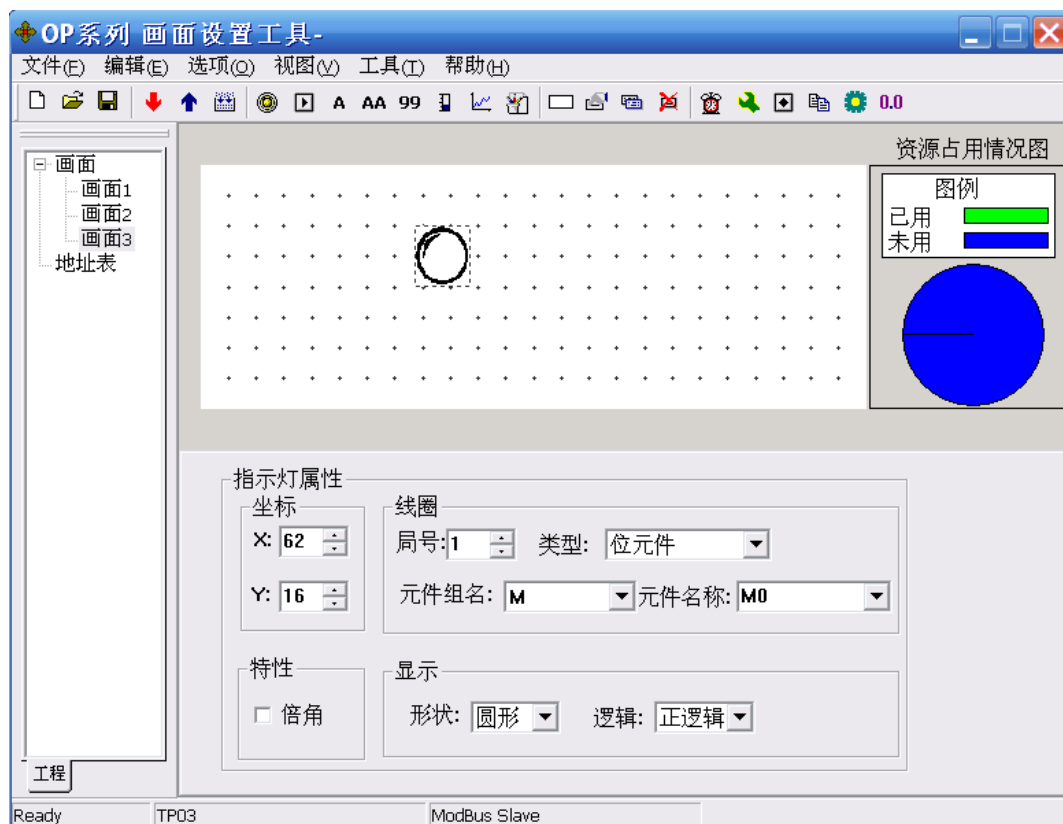 OP系列 画面设置工具-
文件(F) 编辑(E) 选项(O) 视图(V) 工具(T) 帮助(H)
A AA 99 0.0
画面
画面1
画面2
画面3
地址表
工程
资源占用情况图
图例
已用
未用
指示灯属性
坐标
X: 62
Y: 16
线圈
局号: 1 类型: 位元件
元件组名: M 元件名称: M0
特性
倍角
显示
形状: 圆形 逻辑: 正逻辑
Ready TP03 ModBus Slave